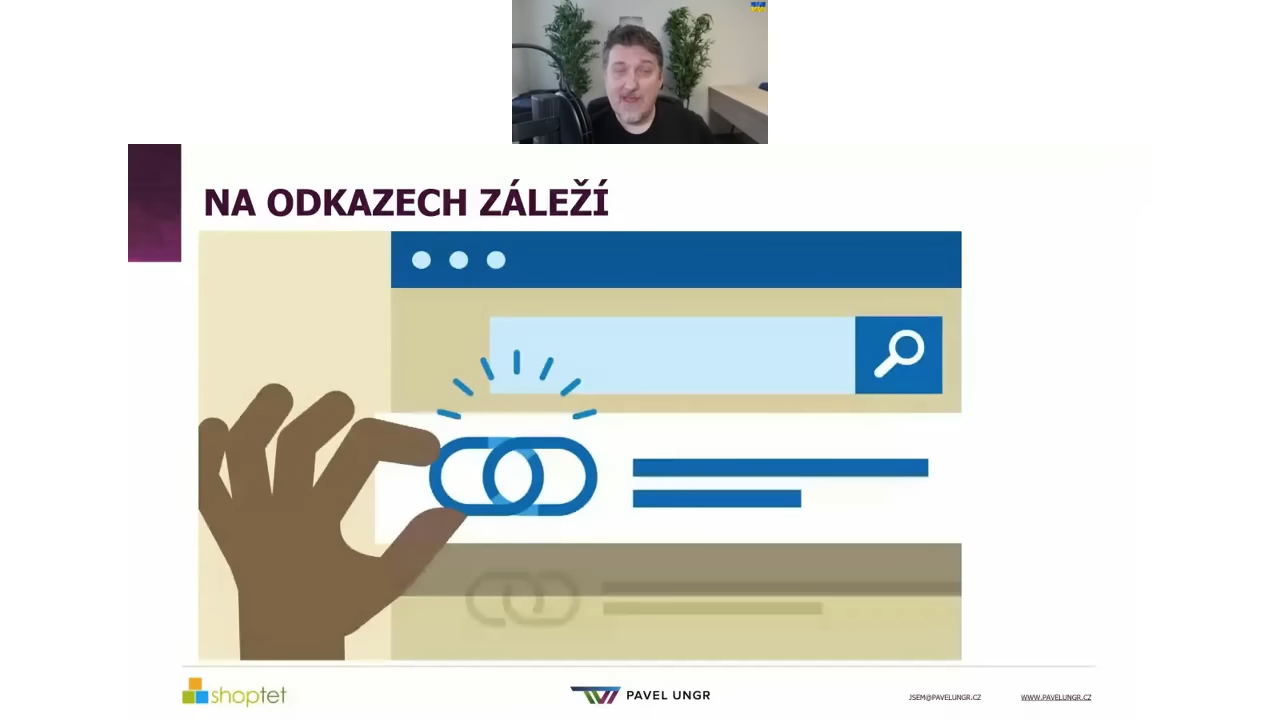 NA ODKAZECH ZÁLEŽÍ
shoptet
PAVEL UNGR
JSEM@PAVELUNGR.CZ
WWW.PAVELUNGR.CZ